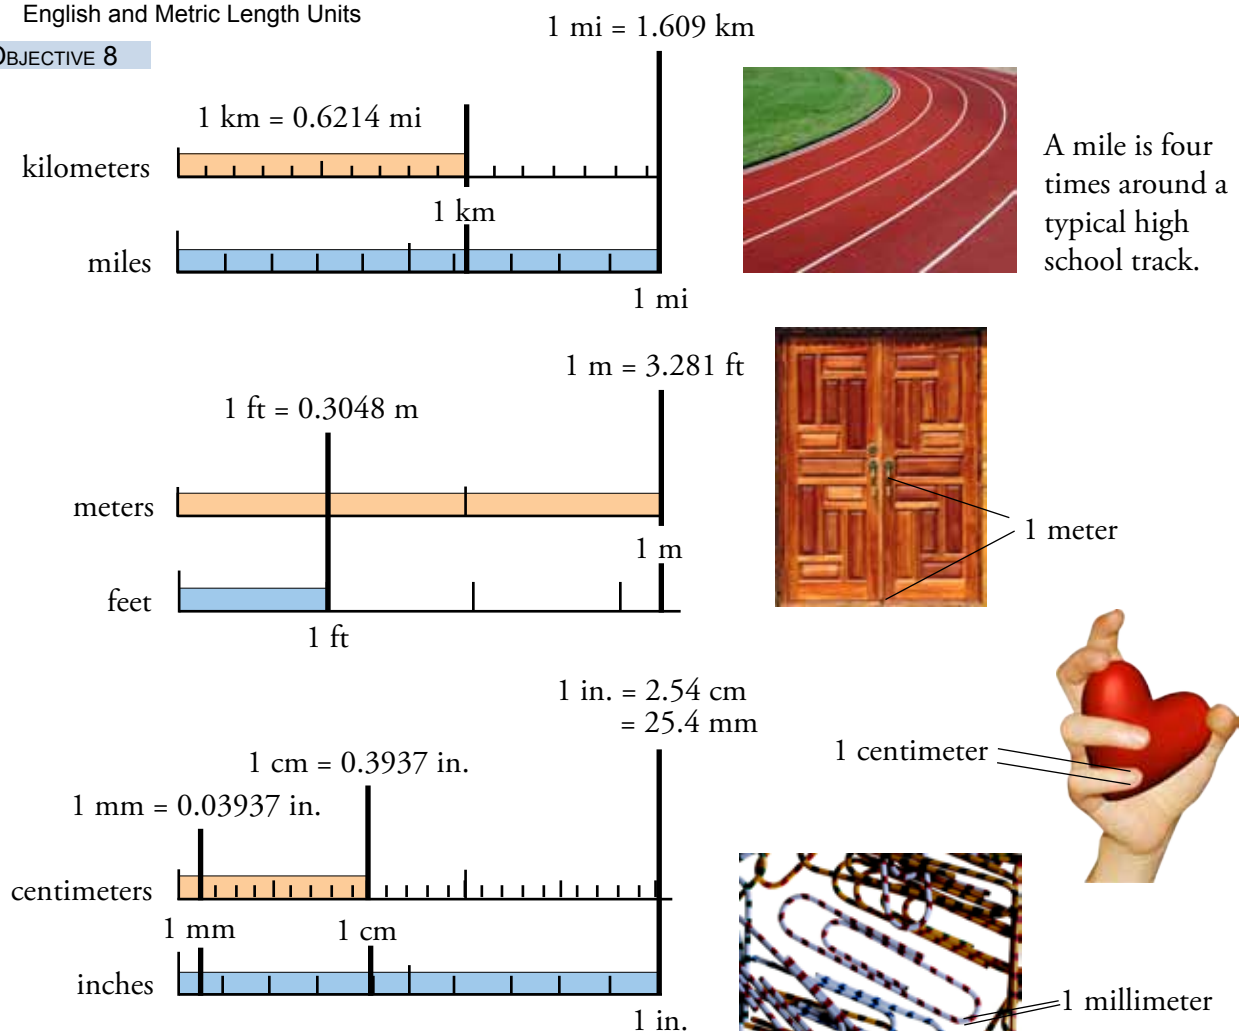 English and Metric Length Units
OBJECTIVE 8
1 mi = 1.609 km
1 km = 0.6214 mi
kilometers
1 km
miles
1 mi
A mile is four
times around a
typical high
school track.
1 m = 3.281 ft
1 ft = 0.3048 m
meters
1 m
feet
1 ft
1 meter
1 in. = 2.54 cm
= 25.4 mm
1 cm = 0.3937 in.
1 mm = 0.03937 in.
centimeters
1 mm
1 cm
inches
1 in.
1 centimeter
1 millimeter